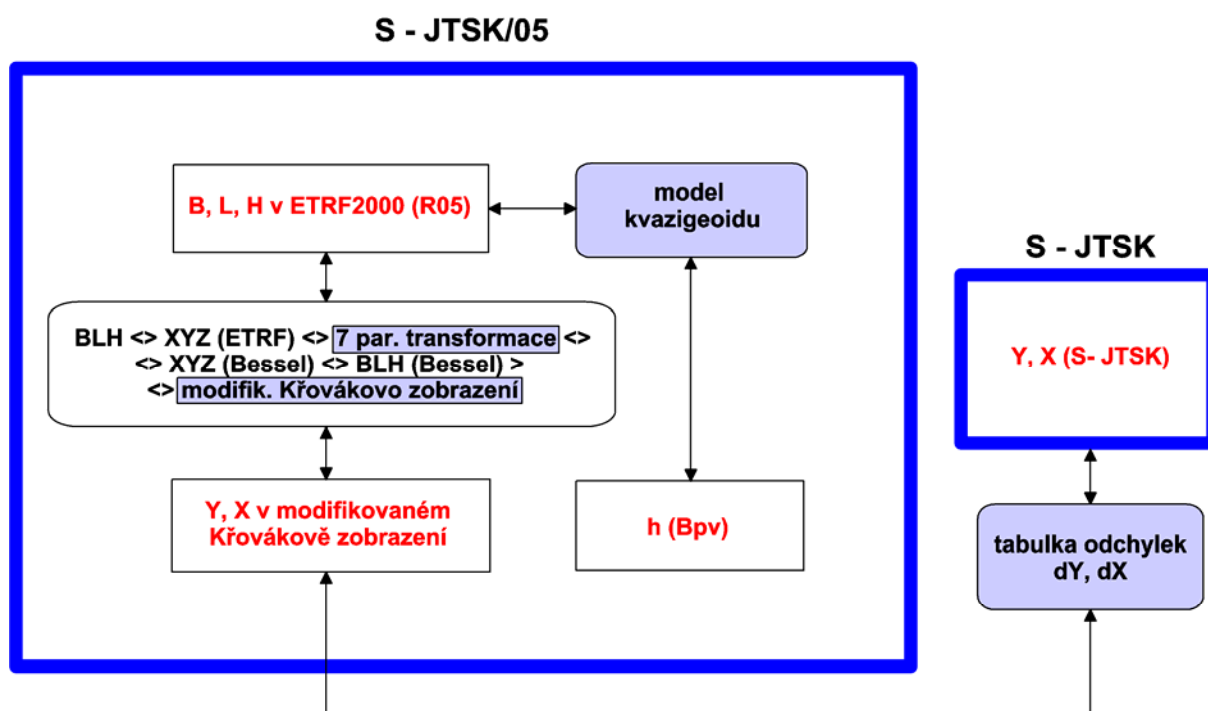 S - JTSK/05
B, L, H v ETRF2000 (R05)
model
kvazigeoidu
BLH <> XYZ (ETRF) <> 7 par. transformace <>
<> XYZ (Bessel) <> BLH (Bessel) >
<> modifik. Křovákovo zobrazení
Y, X v modifikovaném
Křovákově zobrazení
h (Bpv)
S - JTSK
Y, X (S- JTSK)
tabulka odchylek
dY, dX